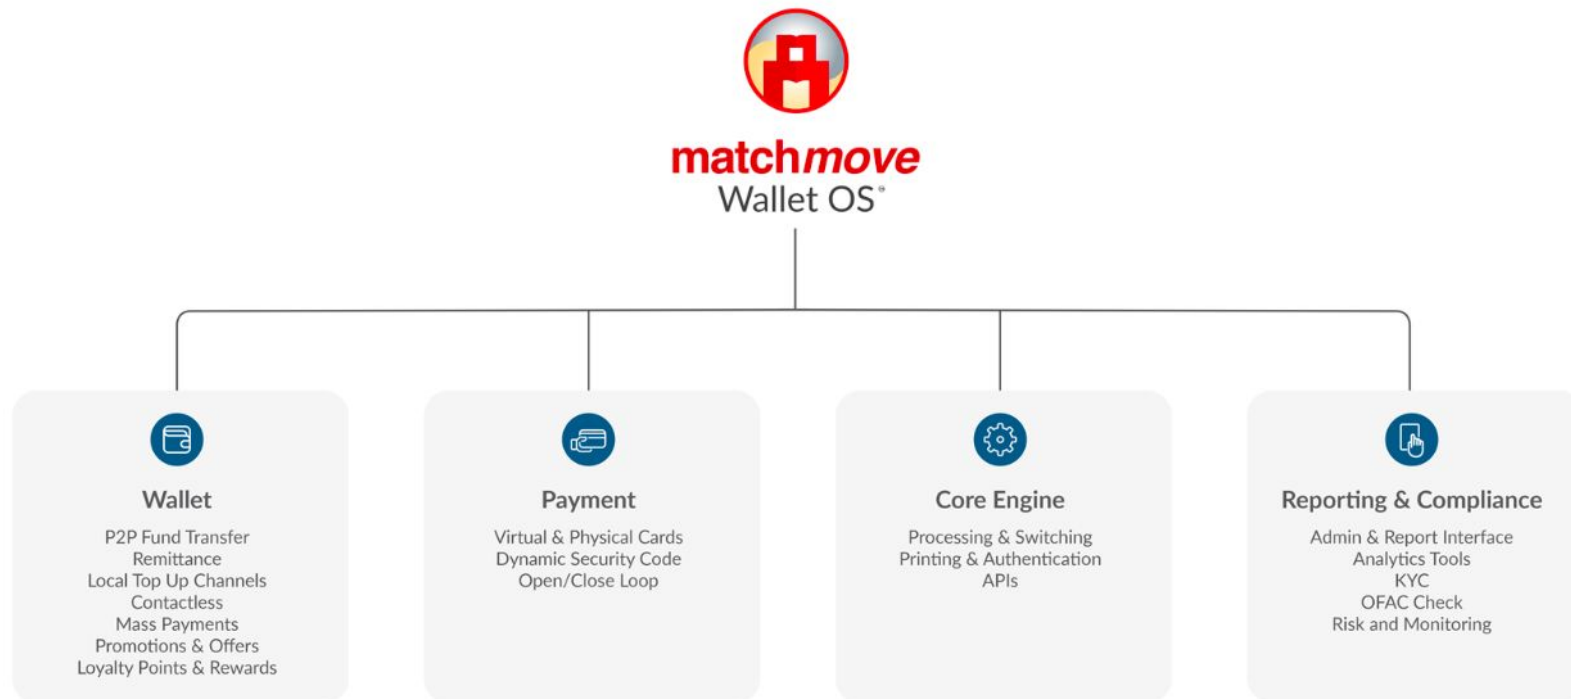 matchmove
Wallet OS
Wallet
P2P Fund Transfer
Remittance
Local Top Up Channels
Contactless
Mass Payments
Promotions & Offers
Loyalty Points & Rewards
Payment
Virtual & Physical Cards
Dynamic Security Code
Open/Close Loop
Core Engine
Processing & Switching
Printing & Authentication
APIs
Reporting & Compliance
Admin & Report Interface
Analytics Tools
KYC
OFAC Check
Risk and Monitoring